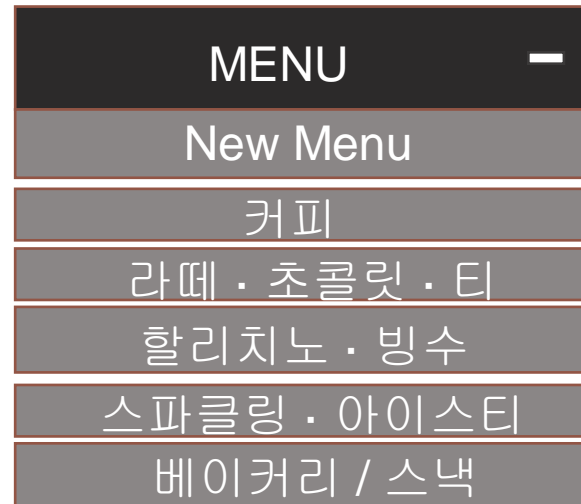 MENU
New Menu
커피
라떼 · 초콜릿 · 티
할리치노 · 빙수
스파클링 · 아이스티
베이커리 / 스낵